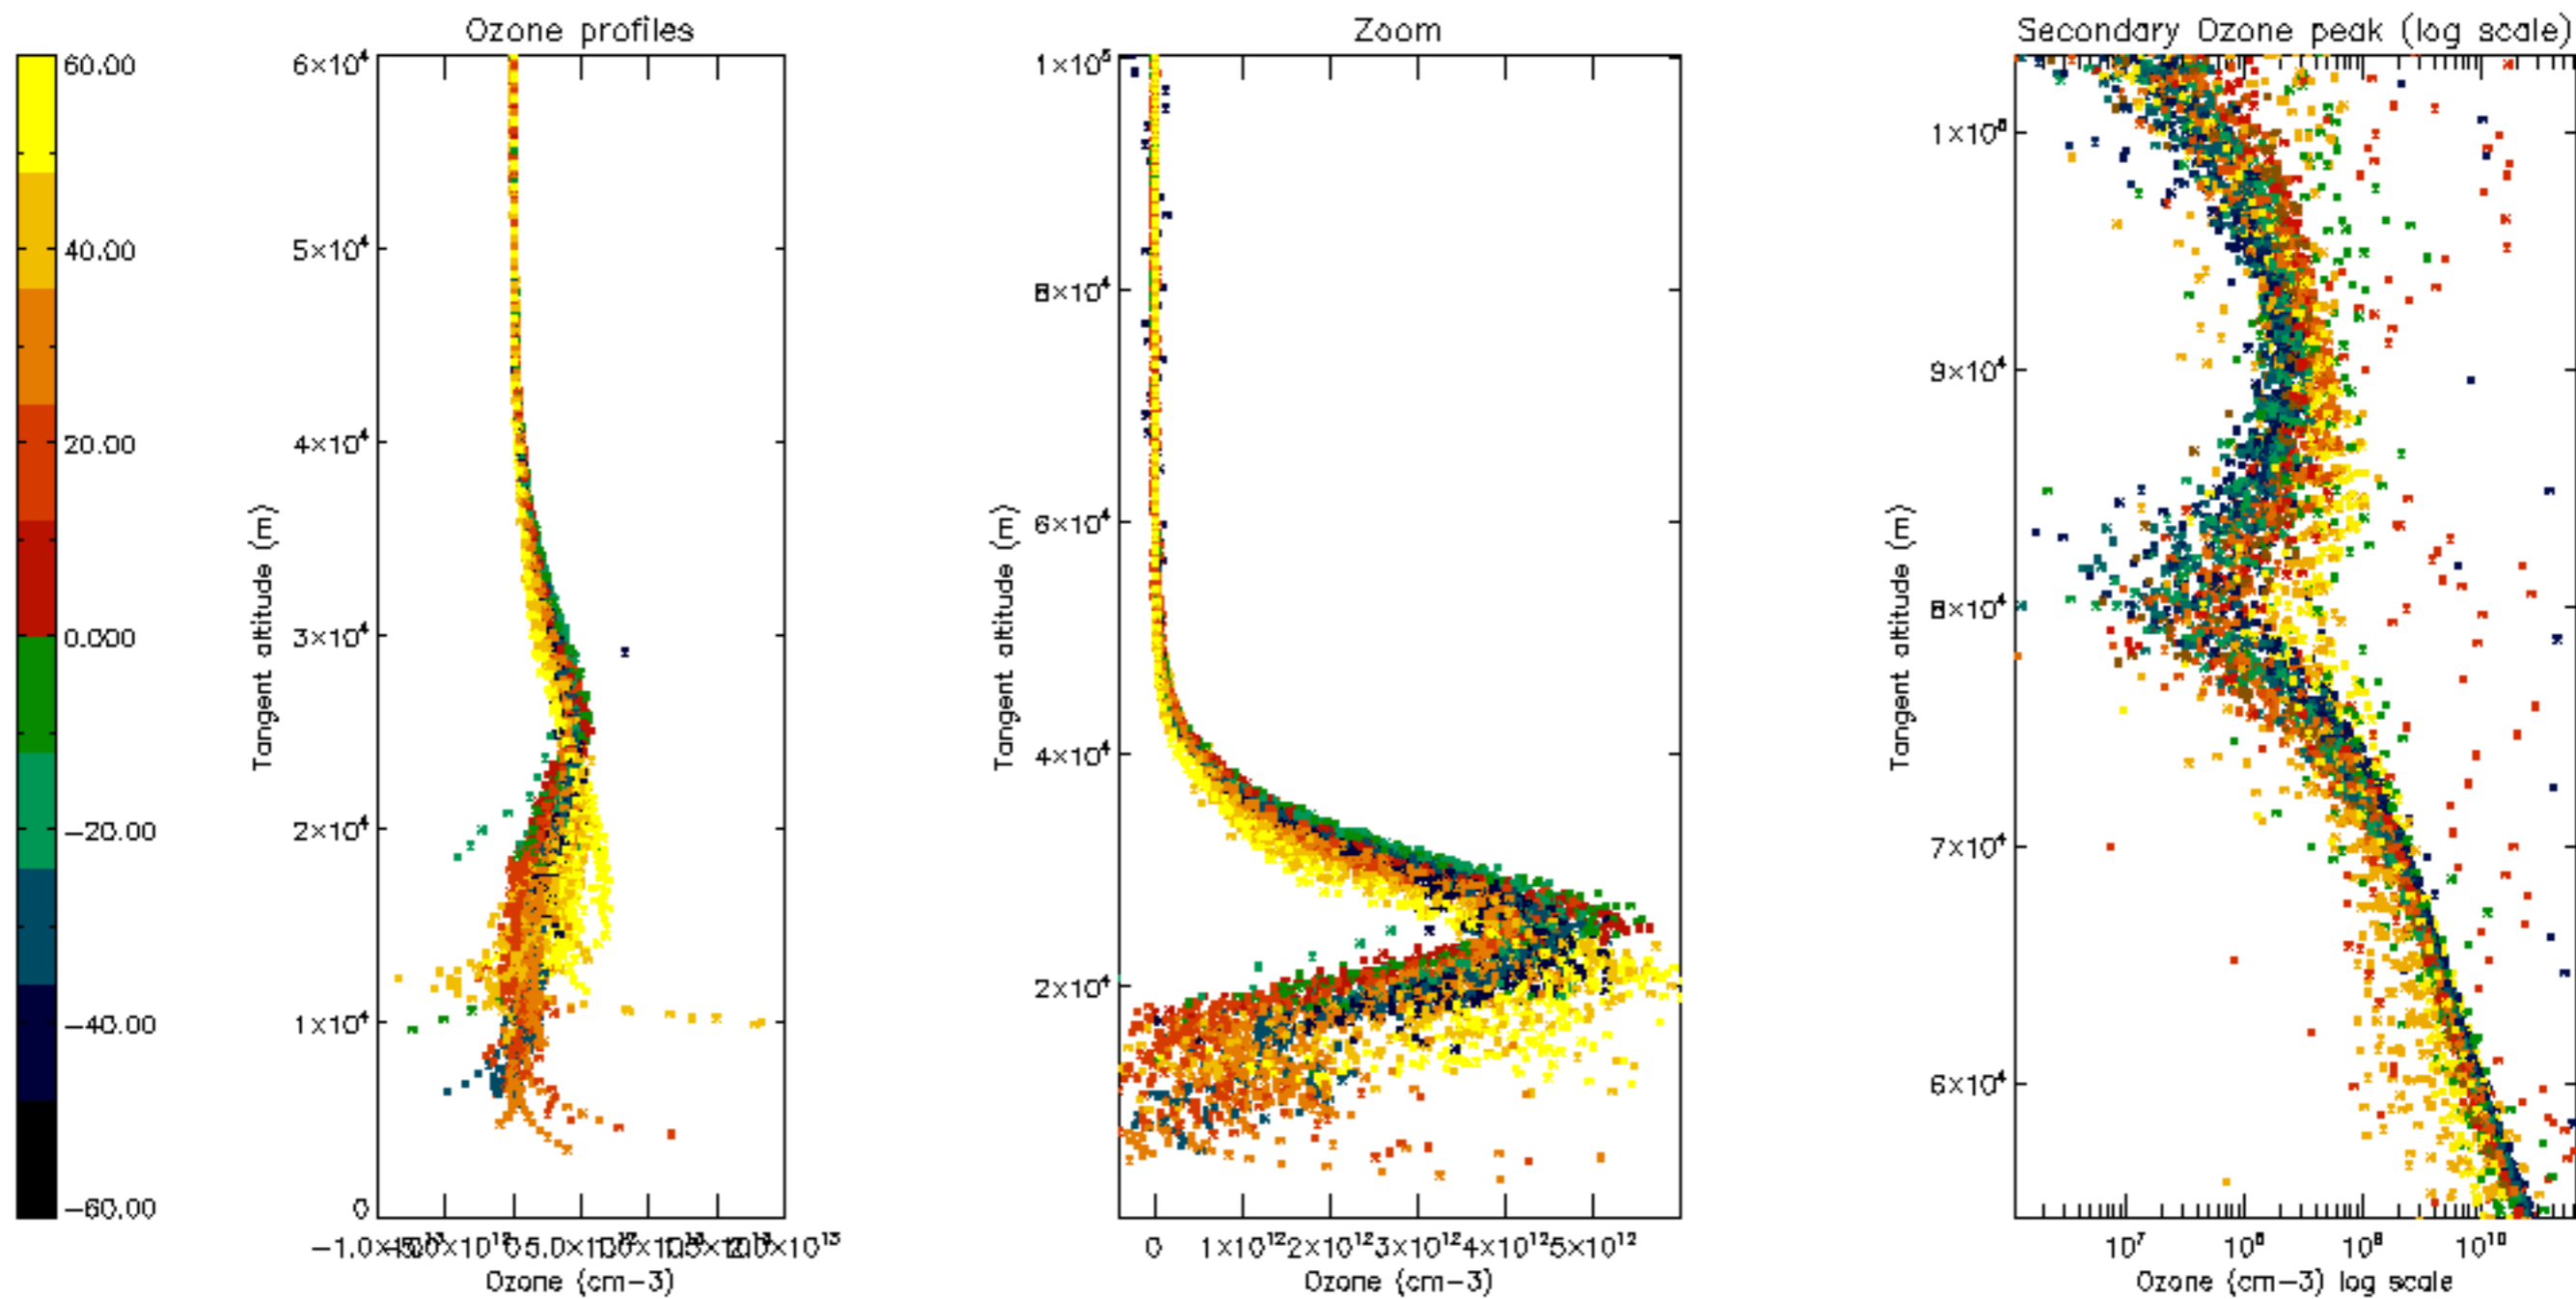 Ozone profiles
Zoom
Secondary Ozone peak (log scale)
60.00
40.00
20.00
0.000
−20.00
−40.00
−60.00
6×10⁴
5×10⁴
4×10⁴
3×10⁴
2×10⁴
1×10⁴
0
Tangent altitude (m)
Ozone (cm−3)
1×10⁵
8×10⁴
6×10⁴
4×10⁴
2×10⁴
Tangent altitude (m)
0 1×10¹² 2×10¹² 3×10¹² 4×10¹² 5×10¹²
Ozone (cm−3)
9×10⁴
8×10⁴
7×10⁴
6×10⁴
Tangent altitude (m)
10⁷ 10⁸ 10⁹ 10¹⁰
Ozone (cm−3) log scale